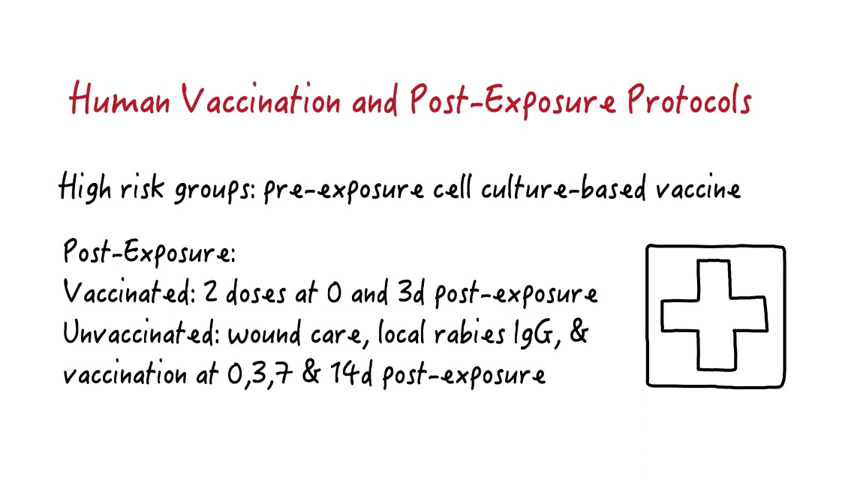 Human Vaccination and Post-Exposure Protocols
High risk groups: pre-exposure cell culture-based vaccine
Post-Exposure:
Vaccinated: 2 doses at 0 and 3d post-exposure
Unvaccinated: wound care, local rabies IgG, &
vaccination at 0,3,7 & 14d post-exposure